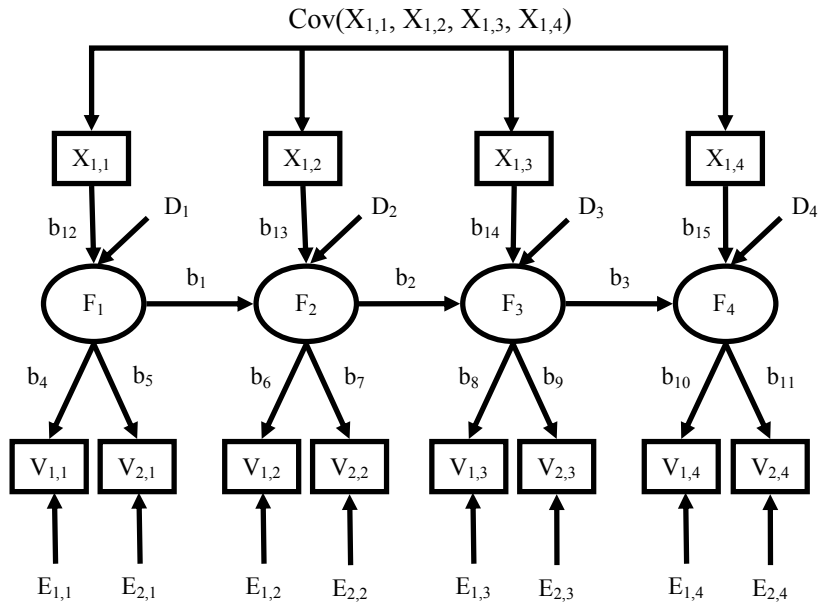 Cov(X1,1, X1,2, X1,3, X1,4)
X1,1 X1,2 X1,3 X1,4
D1 D2 D3 D4
b12 b13 b14 b15
b1 b2 b3
F1 F2 F3 F4
b4 b5 b6 b7 b8 b9 b10 b11
V1,1 V2,1 V1,2 V2,2 V1,3 V2,3 V1,4 V2,4
E1,1 E2,1 E1,2 E2,2 E1,3 E2,3 E1,4 E2,4